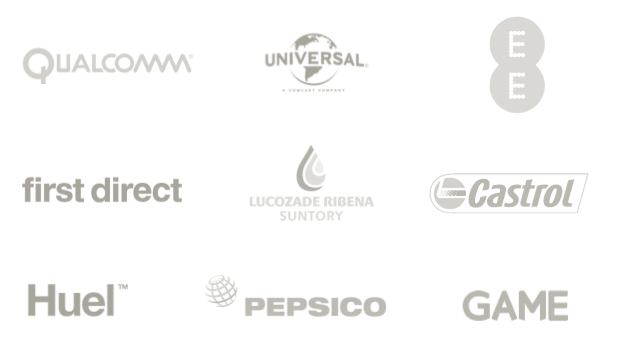 QUALCOMM®
UNIVERSAL®
A COMCAST COMPANY
E
E
first direct
LUCOZADE RIBENA
SUNTORY
Castrol
Huel™
PEPSICO
GAME